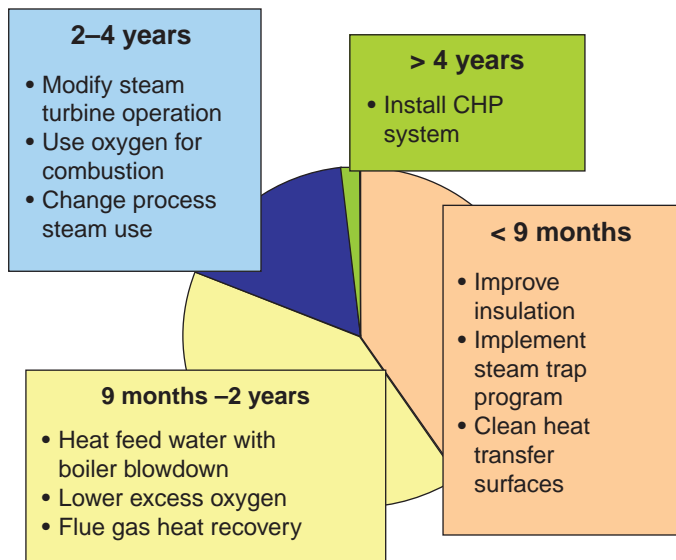 2–4 years
• Modify steam
turbine operation
• Use oxygen for
combustion
• Change process
steam use
> 4 years
• Install CHP
system
< 9 months
• Improve
insulation
• Implement
steam trap
program
• Clean heat
transfer
surfaces
9 months –2 years
• Heat feed water with
boiler blowdown
• Lower excess oxygen
• Flue gas heat recovery